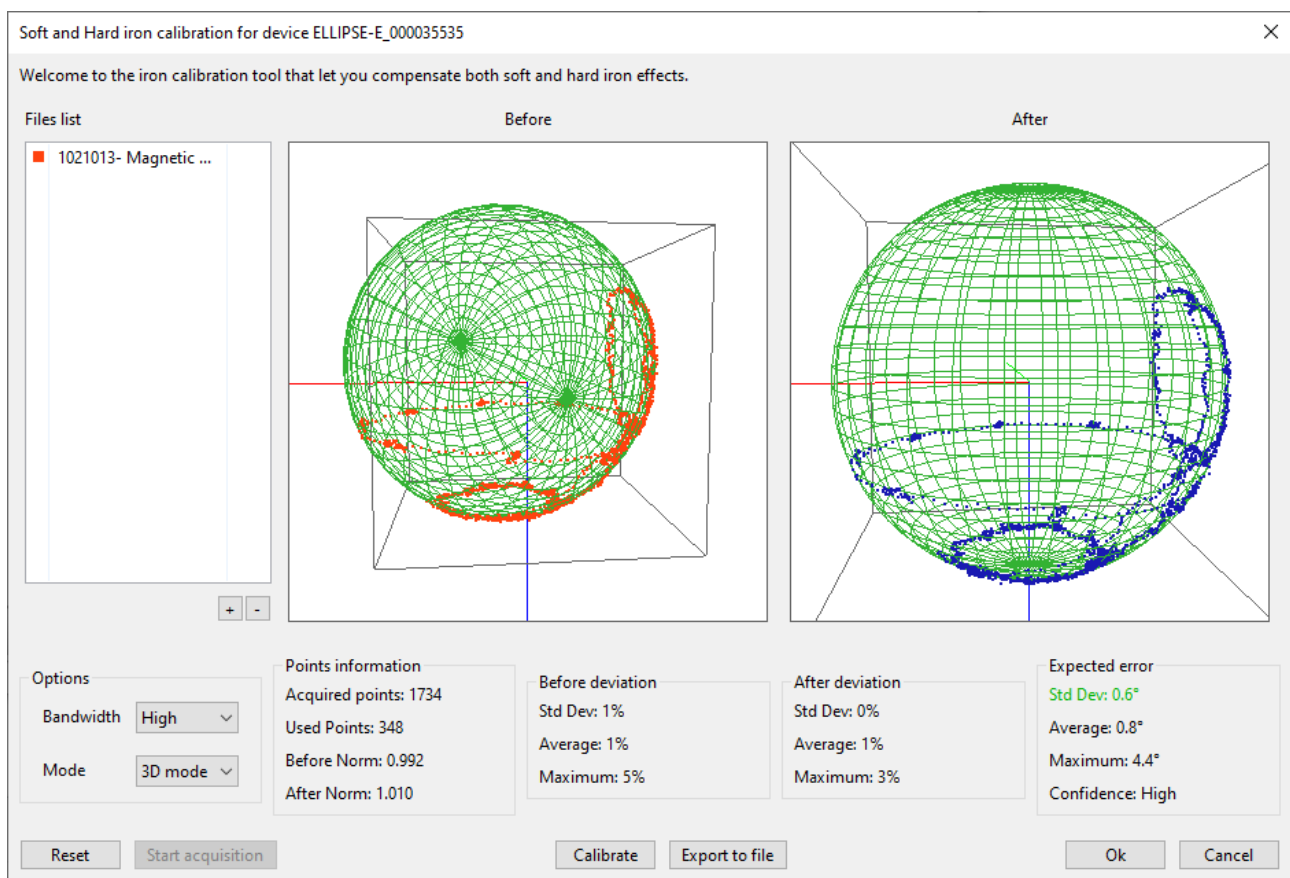 Soft and Hard iron calibration for device ELLIPSE-E_000035535
Welcome to the iron calibration tool that let you compensate both soft and hard iron effects.
Files list
Before
After
1021013- Magnetic ...
+ -
Options
Bandwidth High
Mode 3D mode
Points information
Acquired points: 1734
Used Points: 348
Before Norm: 0.992
After Norm: 1.010
Before deviation
Std Dev: 1%
Average: 1%
Maximum: 5%
After deviation
Std Dev: 0%
Average: 1%
Maximum: 3%
Expected error
Std Dev: 0.6°
Average: 0.8°
Maximum: 4.4°
Confidence: High
Reset
Start acquisition
Calibrate
Export to file
Ok
Cancel